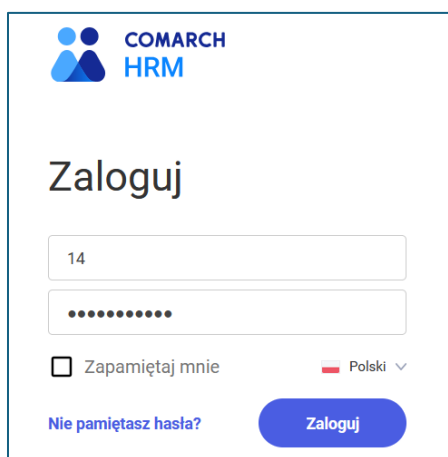 COMARCH
HRM
Zaloguj
14
•••••••••••
Zapamiętaj mnie
Polski
Nie pamiętasz hasła?
Zaloguj